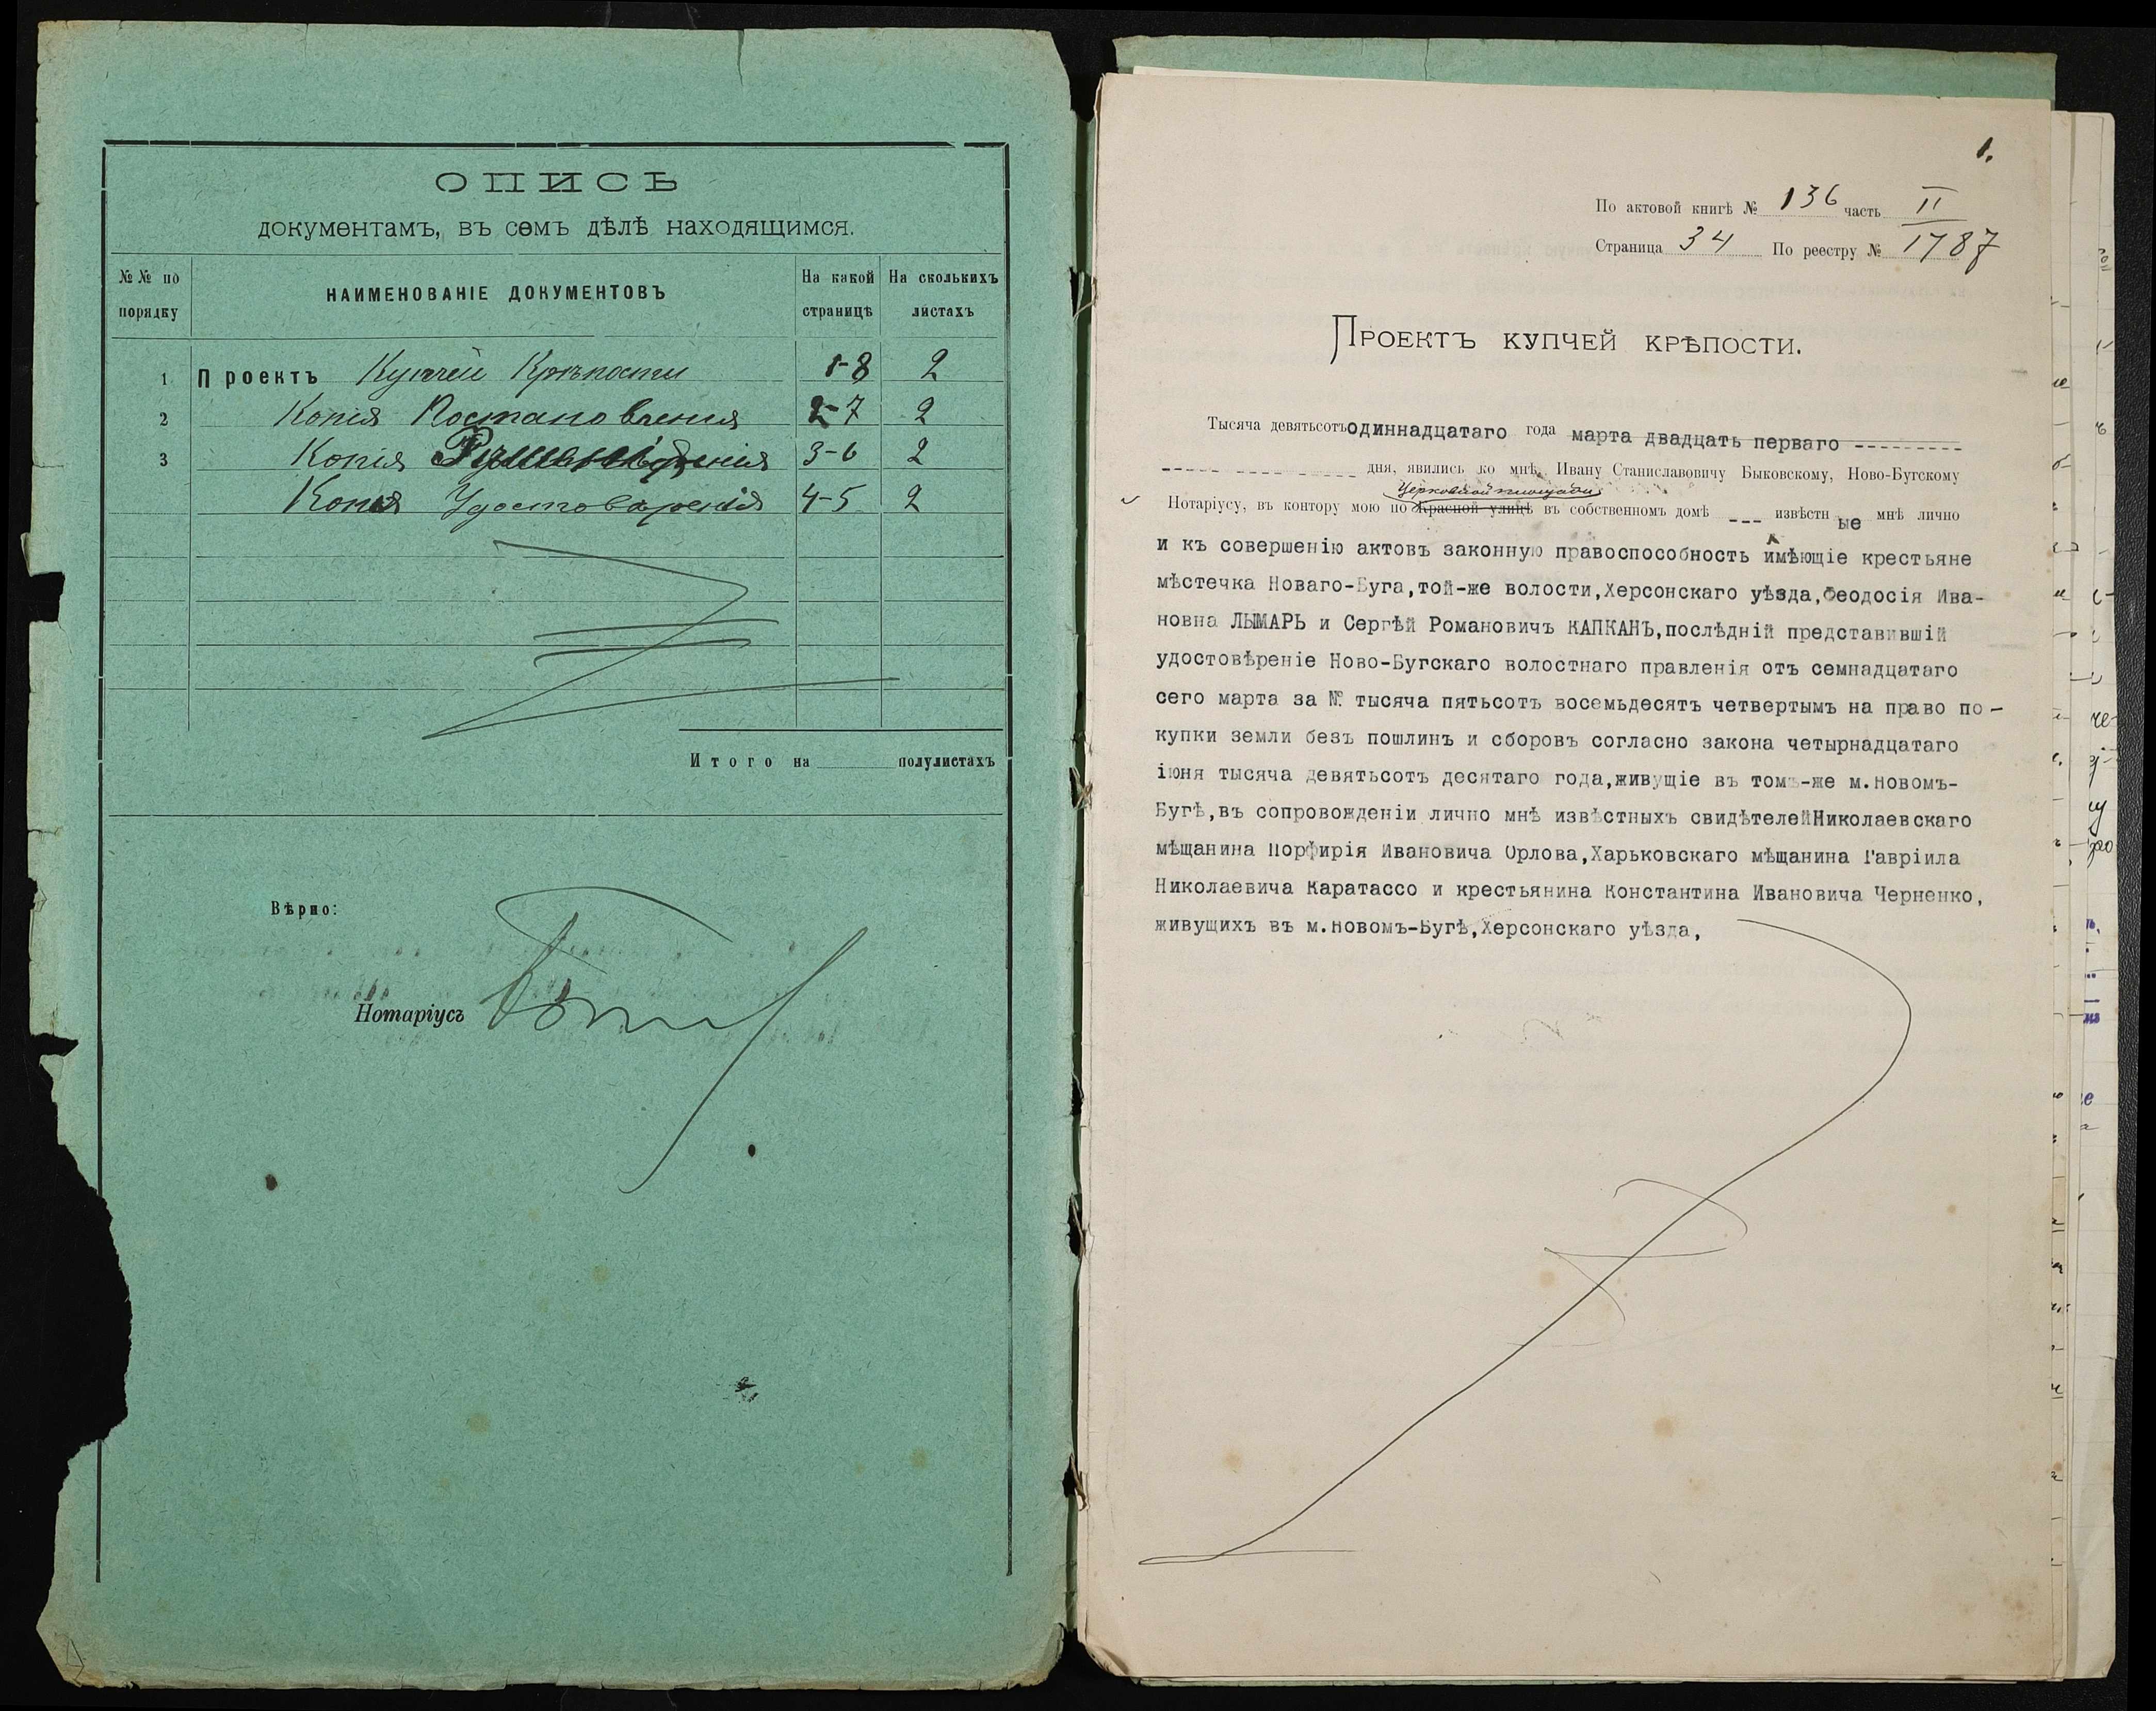 ОПИСЬ
документамъ, въ семъ дѣлѣ находящимся.
№№ по порядку
НАИМЕНОВАНІЕ ДОКУМЕНТОВЪ
На какой страницѣ
На сколькихъ листахъ
1 Проектъ Купчей Крѣпости 1-8 2
2 Копія Постановленія 2-7 2
3 Копія 3-6 2
Копія Удостоверенія 4-5 2
Итого на полулистахъ
Вѣрно:
Нотаріусъ
1.
По актовой книгѣ № 136 часть II
Страница 34 По реестру № 1787
Проектъ купчей крѣпости.
Тысяча девятьсотъ одиннадцатаго года марта двадцать перваго ---------
----- --------- дня, явились ко мнѣ, Ивану Станиславовичу Быковскому, Ново-Бугскому
Церковной площади
Нотаріусу, въ контору мою по Красной улицѣ въ собственномъ домѣ --- извѣстн ые мнѣ лично
и къ совершенію актовъ законную правоспособность имѣющіе крестьяне
мѣстечка Новаго-Буга,той-же волости,Херсонскаго уѣзда,Феодосія Ива-
новна ЛЫМАРЬ и Сергѣй Романовичъ КАПКАНЪ,послѣдній представившій
удостовѣреніе Ново-Бугскаго волостнаго правленія отъ семнадцатаго
сего марта за № тысяча пятьсотъ восемьдесятъ четвертымъ на право по-
купки земли безъ пошлинъ и сборовъ согласно закона четырнадцатаго
іюня тысяча девятьсотъ десятаго года,живущіе въ томъ-же м.Новомъ-
Бугѣ,въ сопровожденіи лично мнѣ извѣстныхъ свидѣтелей Николаевскаго
мѣщанина Порфирія Ивановича Орлова,Харьковскаго мѣщанина Гавріила
Николаевича Каратассо и крестьянина Константина Ивановича Черненко,
живущихъ въ м.Новомъ-Бугѣ,Херсонскаго уѣзда,